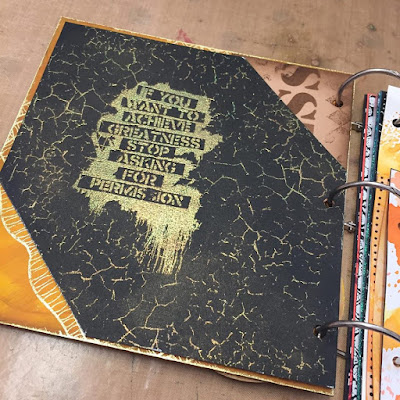 IF YOU
WANT TO
ACHIEVE
GREATNESS
STOP
ASKING
FOR
PERMISSION